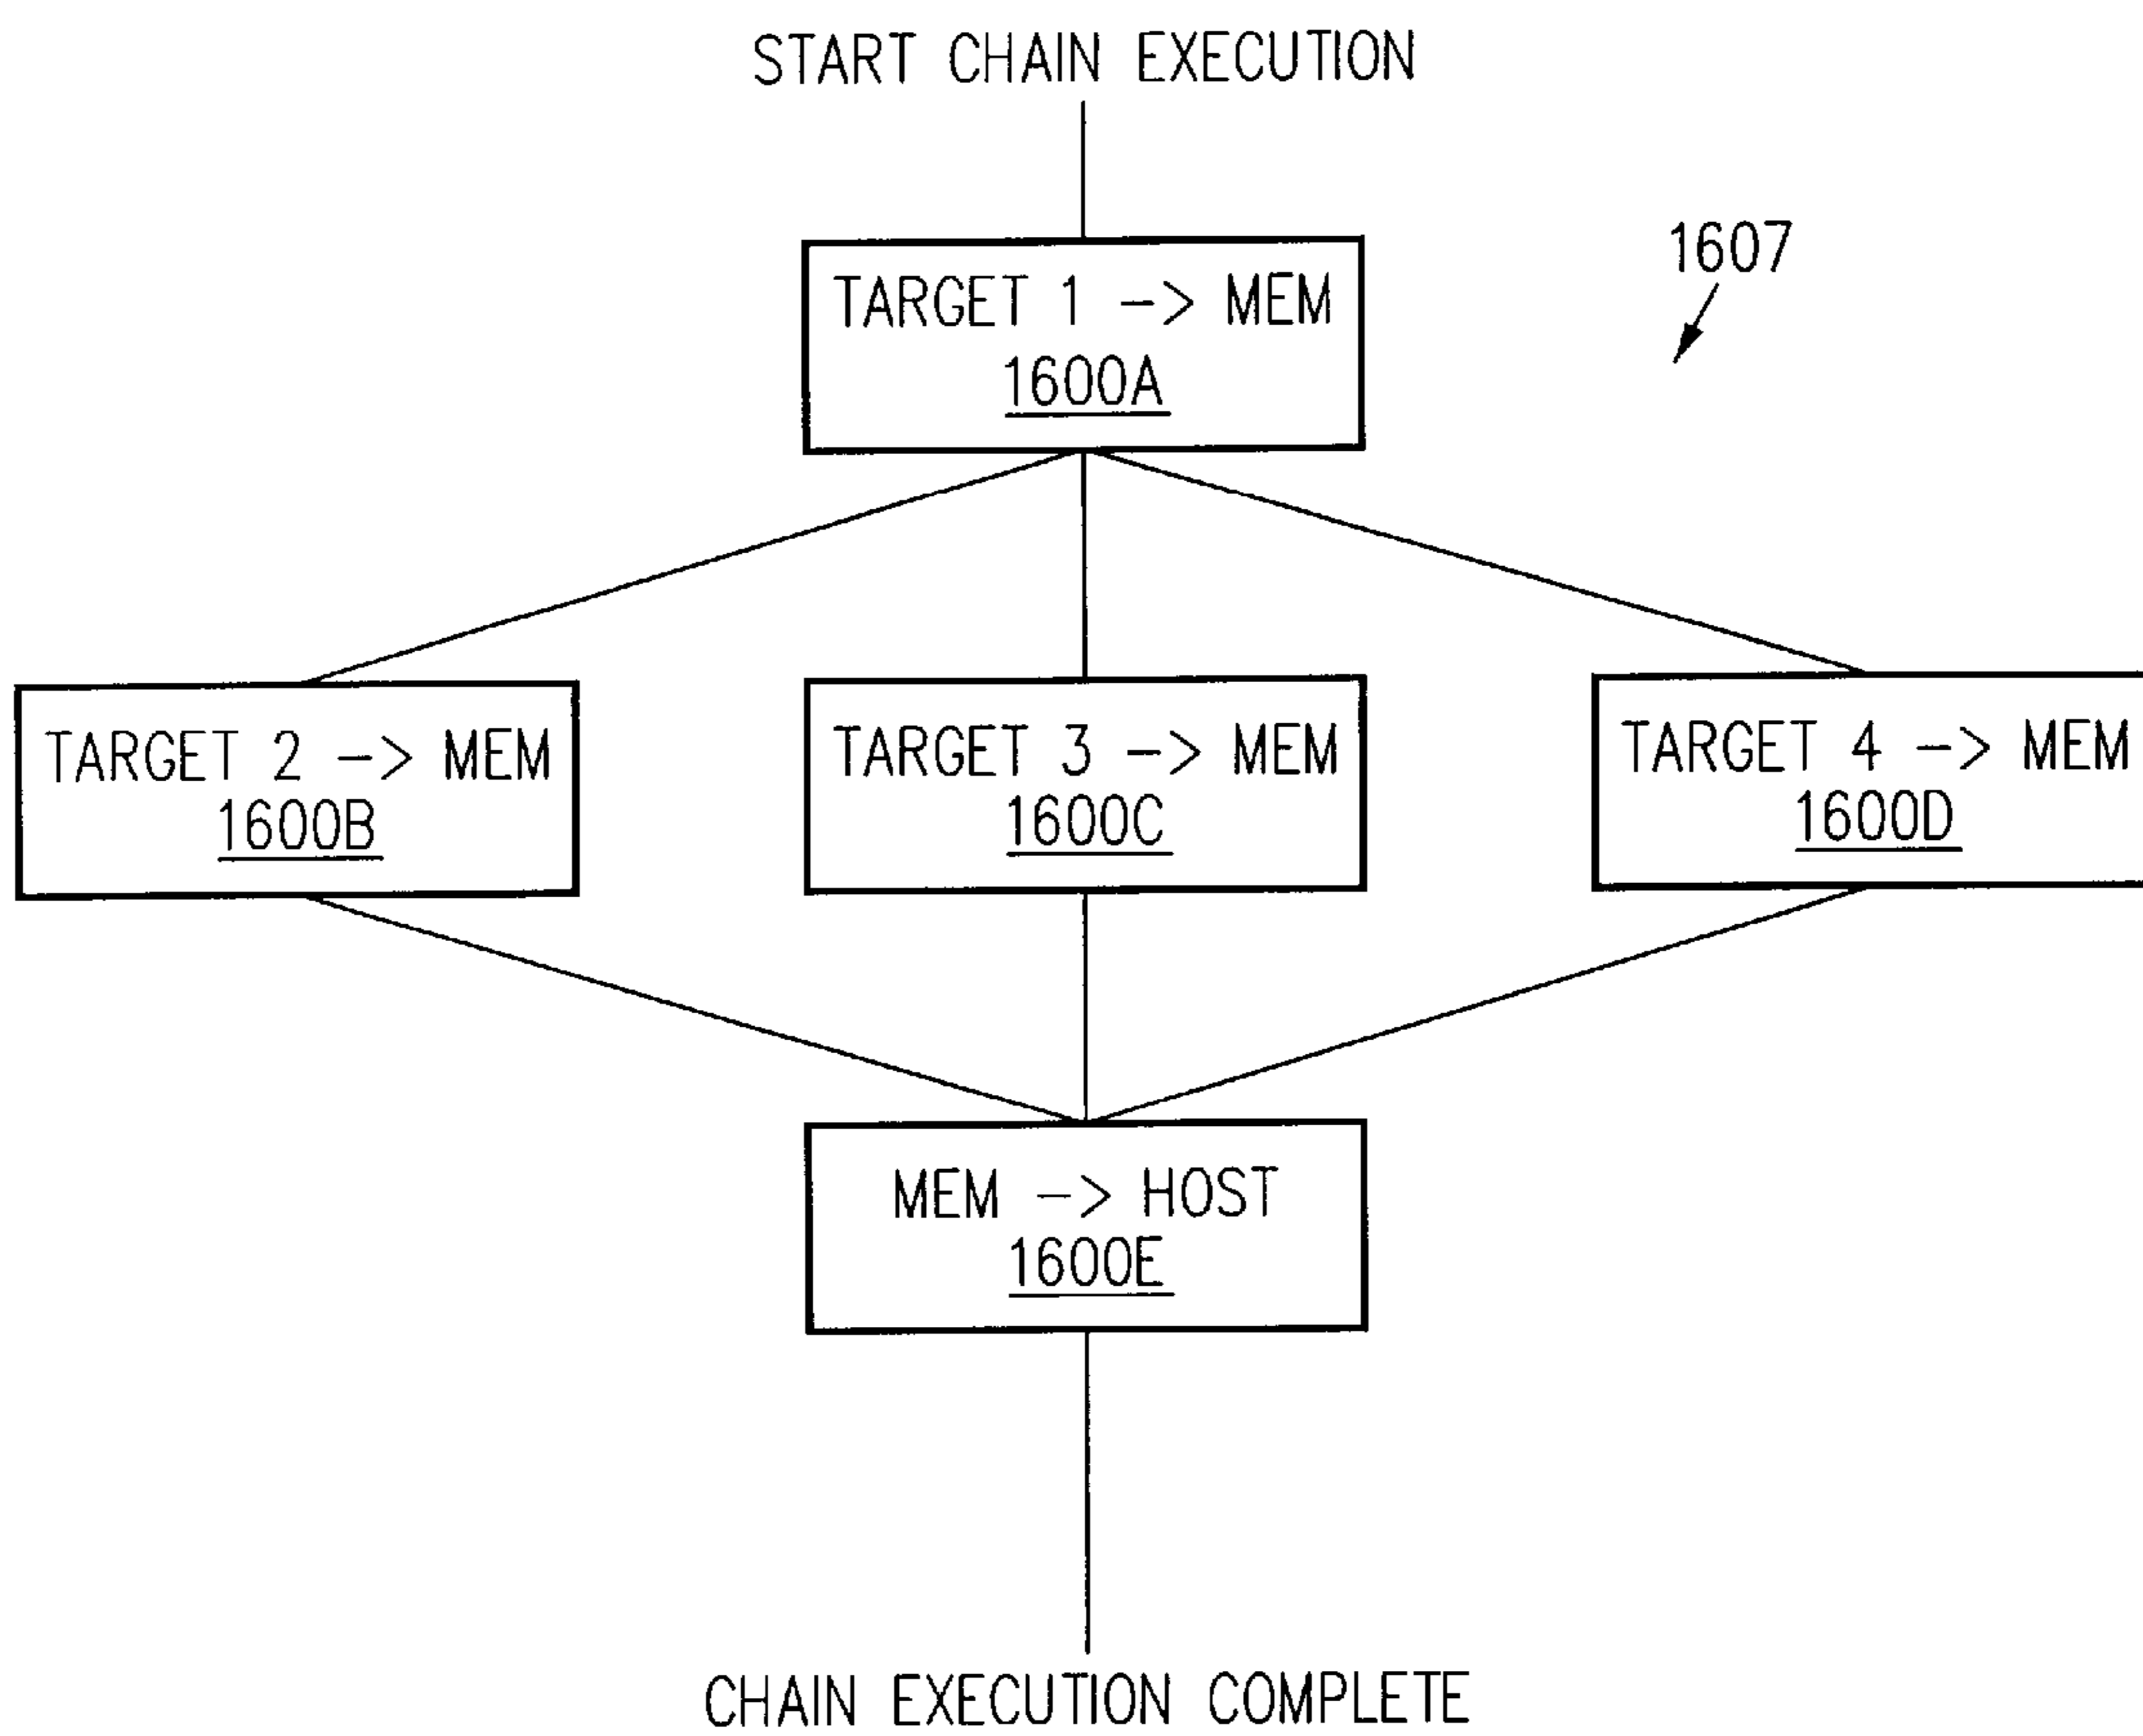 START CHAIN EXECUTION
1607
TARGET 1 -> MEM
1600A
TARGET 2 -> MEM
1600B
TARGET 3 -> MEM
1600C
TARGET 4 -> MEM
1600D
MEM -> HOST
1600E
CHAIN EXECUTION COMPLETE